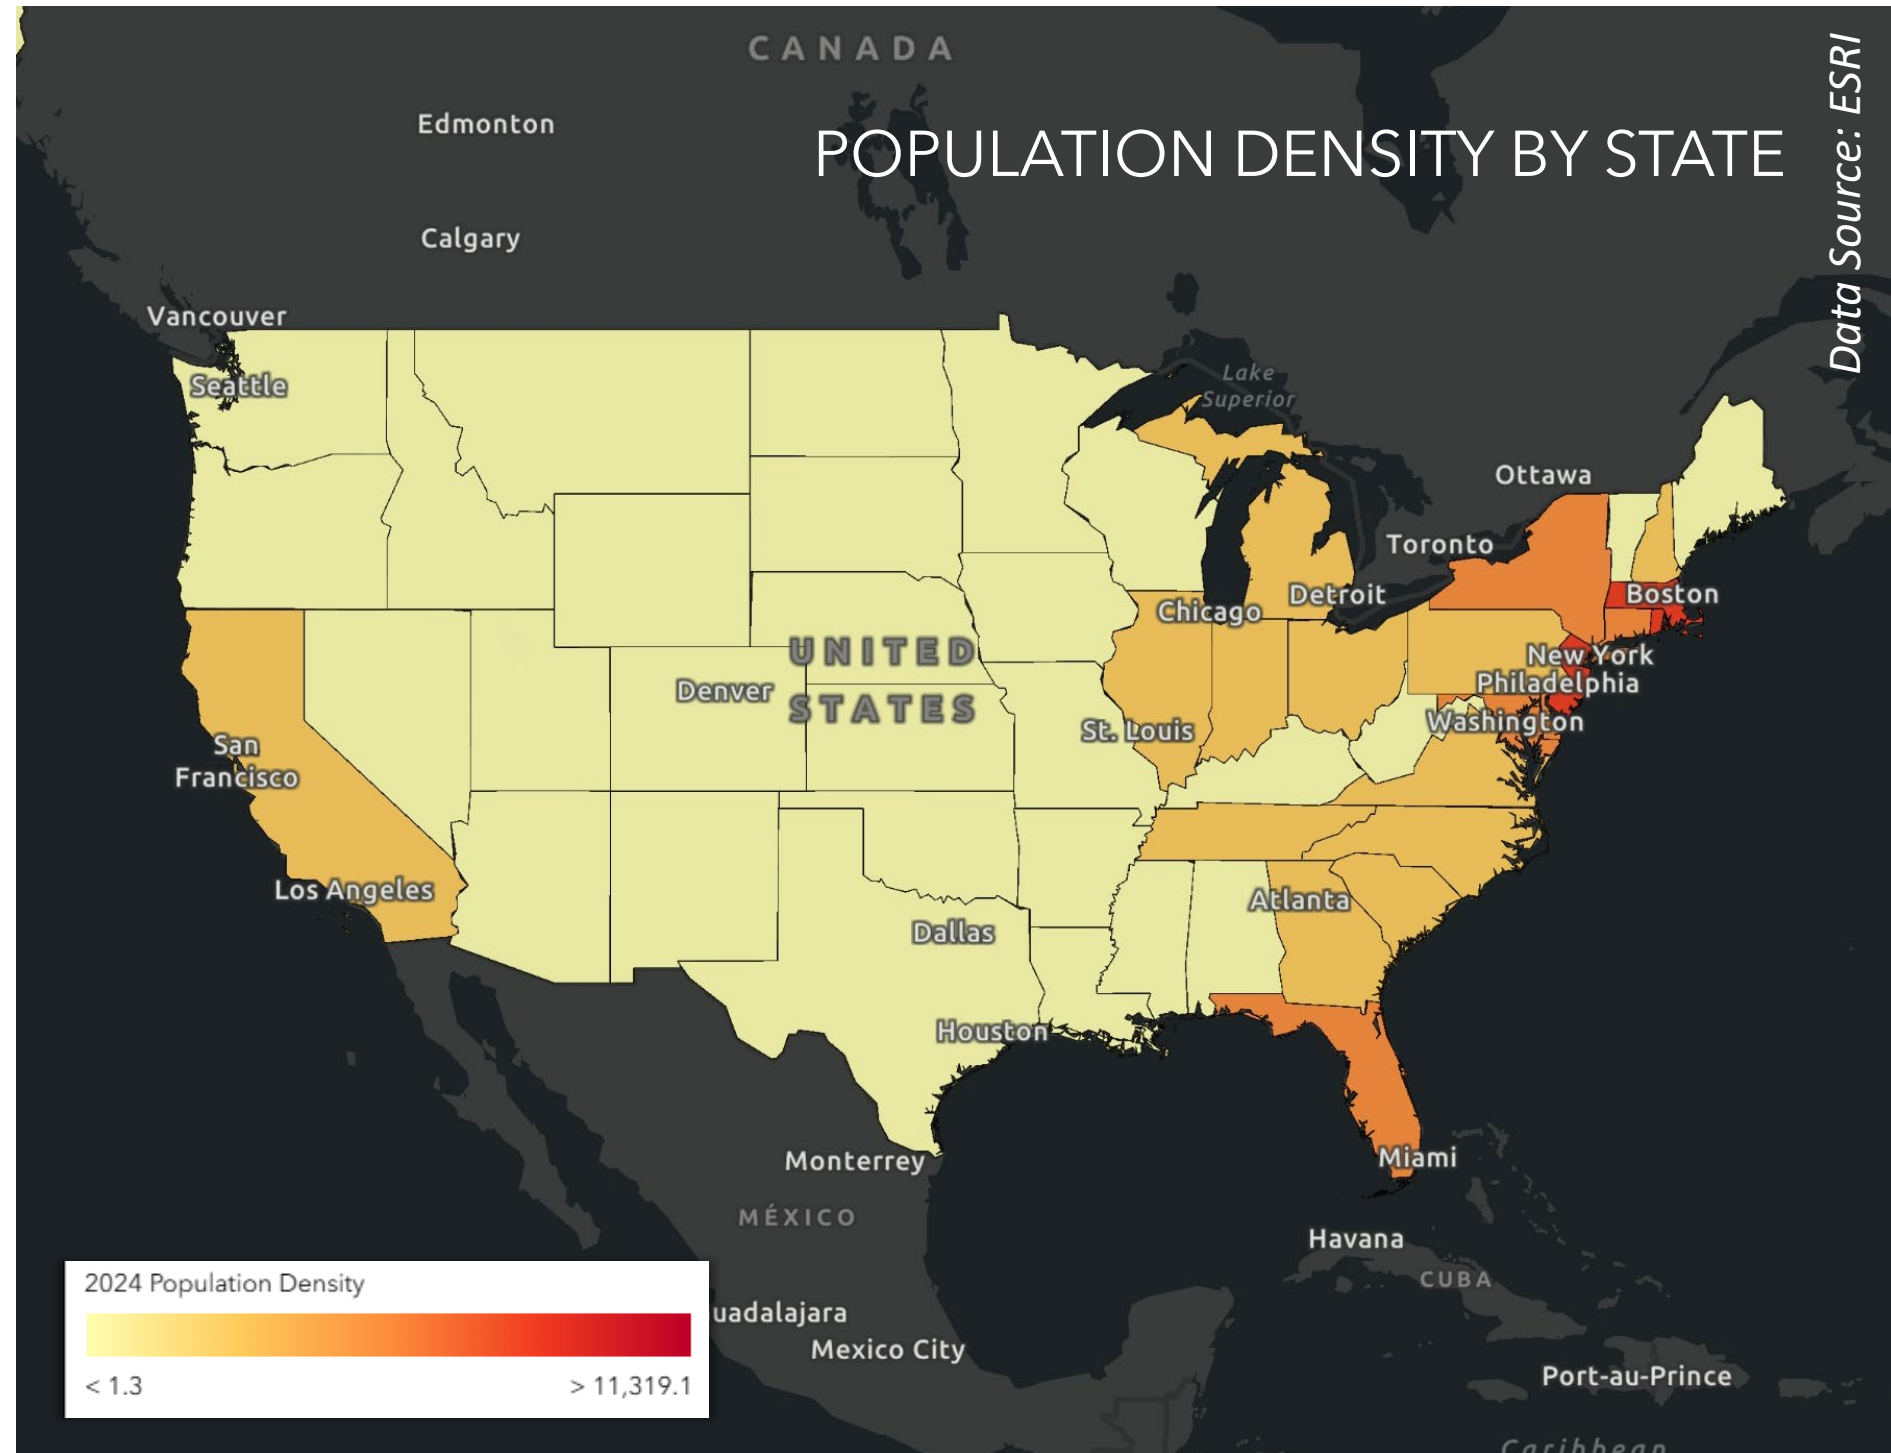 CANADA
Edmonton
POPULATION DENSITY BY STATE
Data Source: ESRI
Calgary
Vancouver
Seattle
Lake
Superior
Ottawa
Toronto
Detroit
Boston
Chicago
New York
Philadelphia
UNITED
STATES
Denver
Washington
St. Louis
San
Francisco
Los Angeles
Atlanta
Dallas
Houston
Miami
Monterrey
MÉXICO
Havana
CUBA
2024 Population Density
< 1.3
> 11,319.1
uadalajara
Mexico City
Port-au-Prince
Caribbean